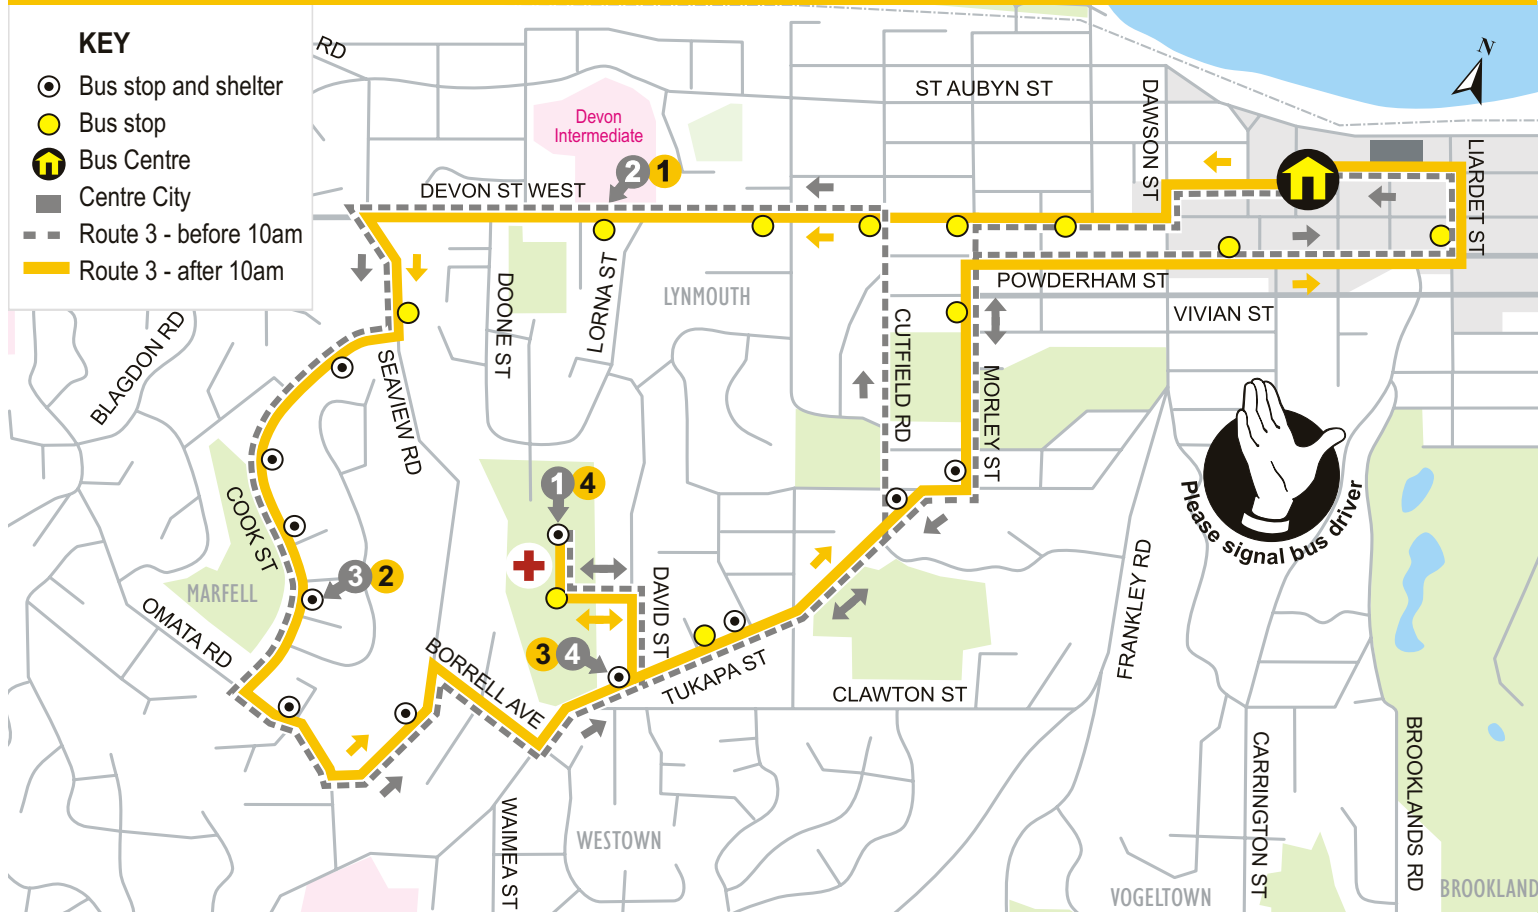 KEY
Bus stop and shelter
Bus stop
Bus Centre
Centre City
Route 3 - before 10am
Route 3 - after 10am
RD
ST AUBYN ST
DAWSON ST
N
LIARDET ST
Devon
Intermediate
2 1
DEVON ST WEST
DOONE ST
LORNA ST
LYNMOUTH
POWDERHAM ST
VIVIAN ST
BLAGDON RD
SEAVIEW RD
CUTFIELD RD
MORLEY ST
COOK ST
1 4
Please signal bus driver
MARFELL
3 2
OMATA RD
DAVID ST
FRANKLEY RD
BORRELL AVE
3 4
TUKAPA ST
CLAWTON ST
WAIMEA ST
WESTOWN
CARRINGTON ST
BROOKLANDS RD
VOGELTOWN
BROOKLAND